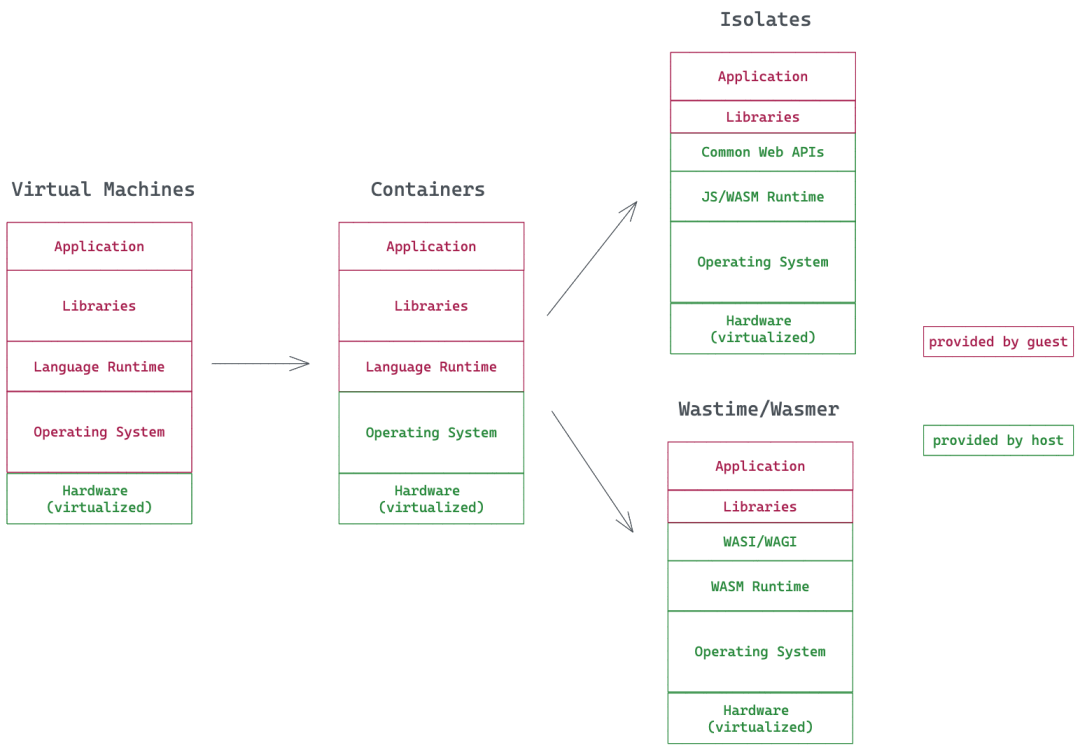 Isolates
Application
Libraries
Common Web APIs
JS/WASM Runtime
Operating System
Hardware
(virtualized)
Virtual Machines
Application
Libraries
Language Runtime
Operating System
Hardware
(virtualized)
Containers
Application
Libraries
Language Runtime
Operating System
Hardware
(virtualized)
Wastime/Wasmer
Application
Libraries
WASI/WAGI
WASM Runtime
Operating System
Hardware
(virtualized)
provided by guest
provided by host